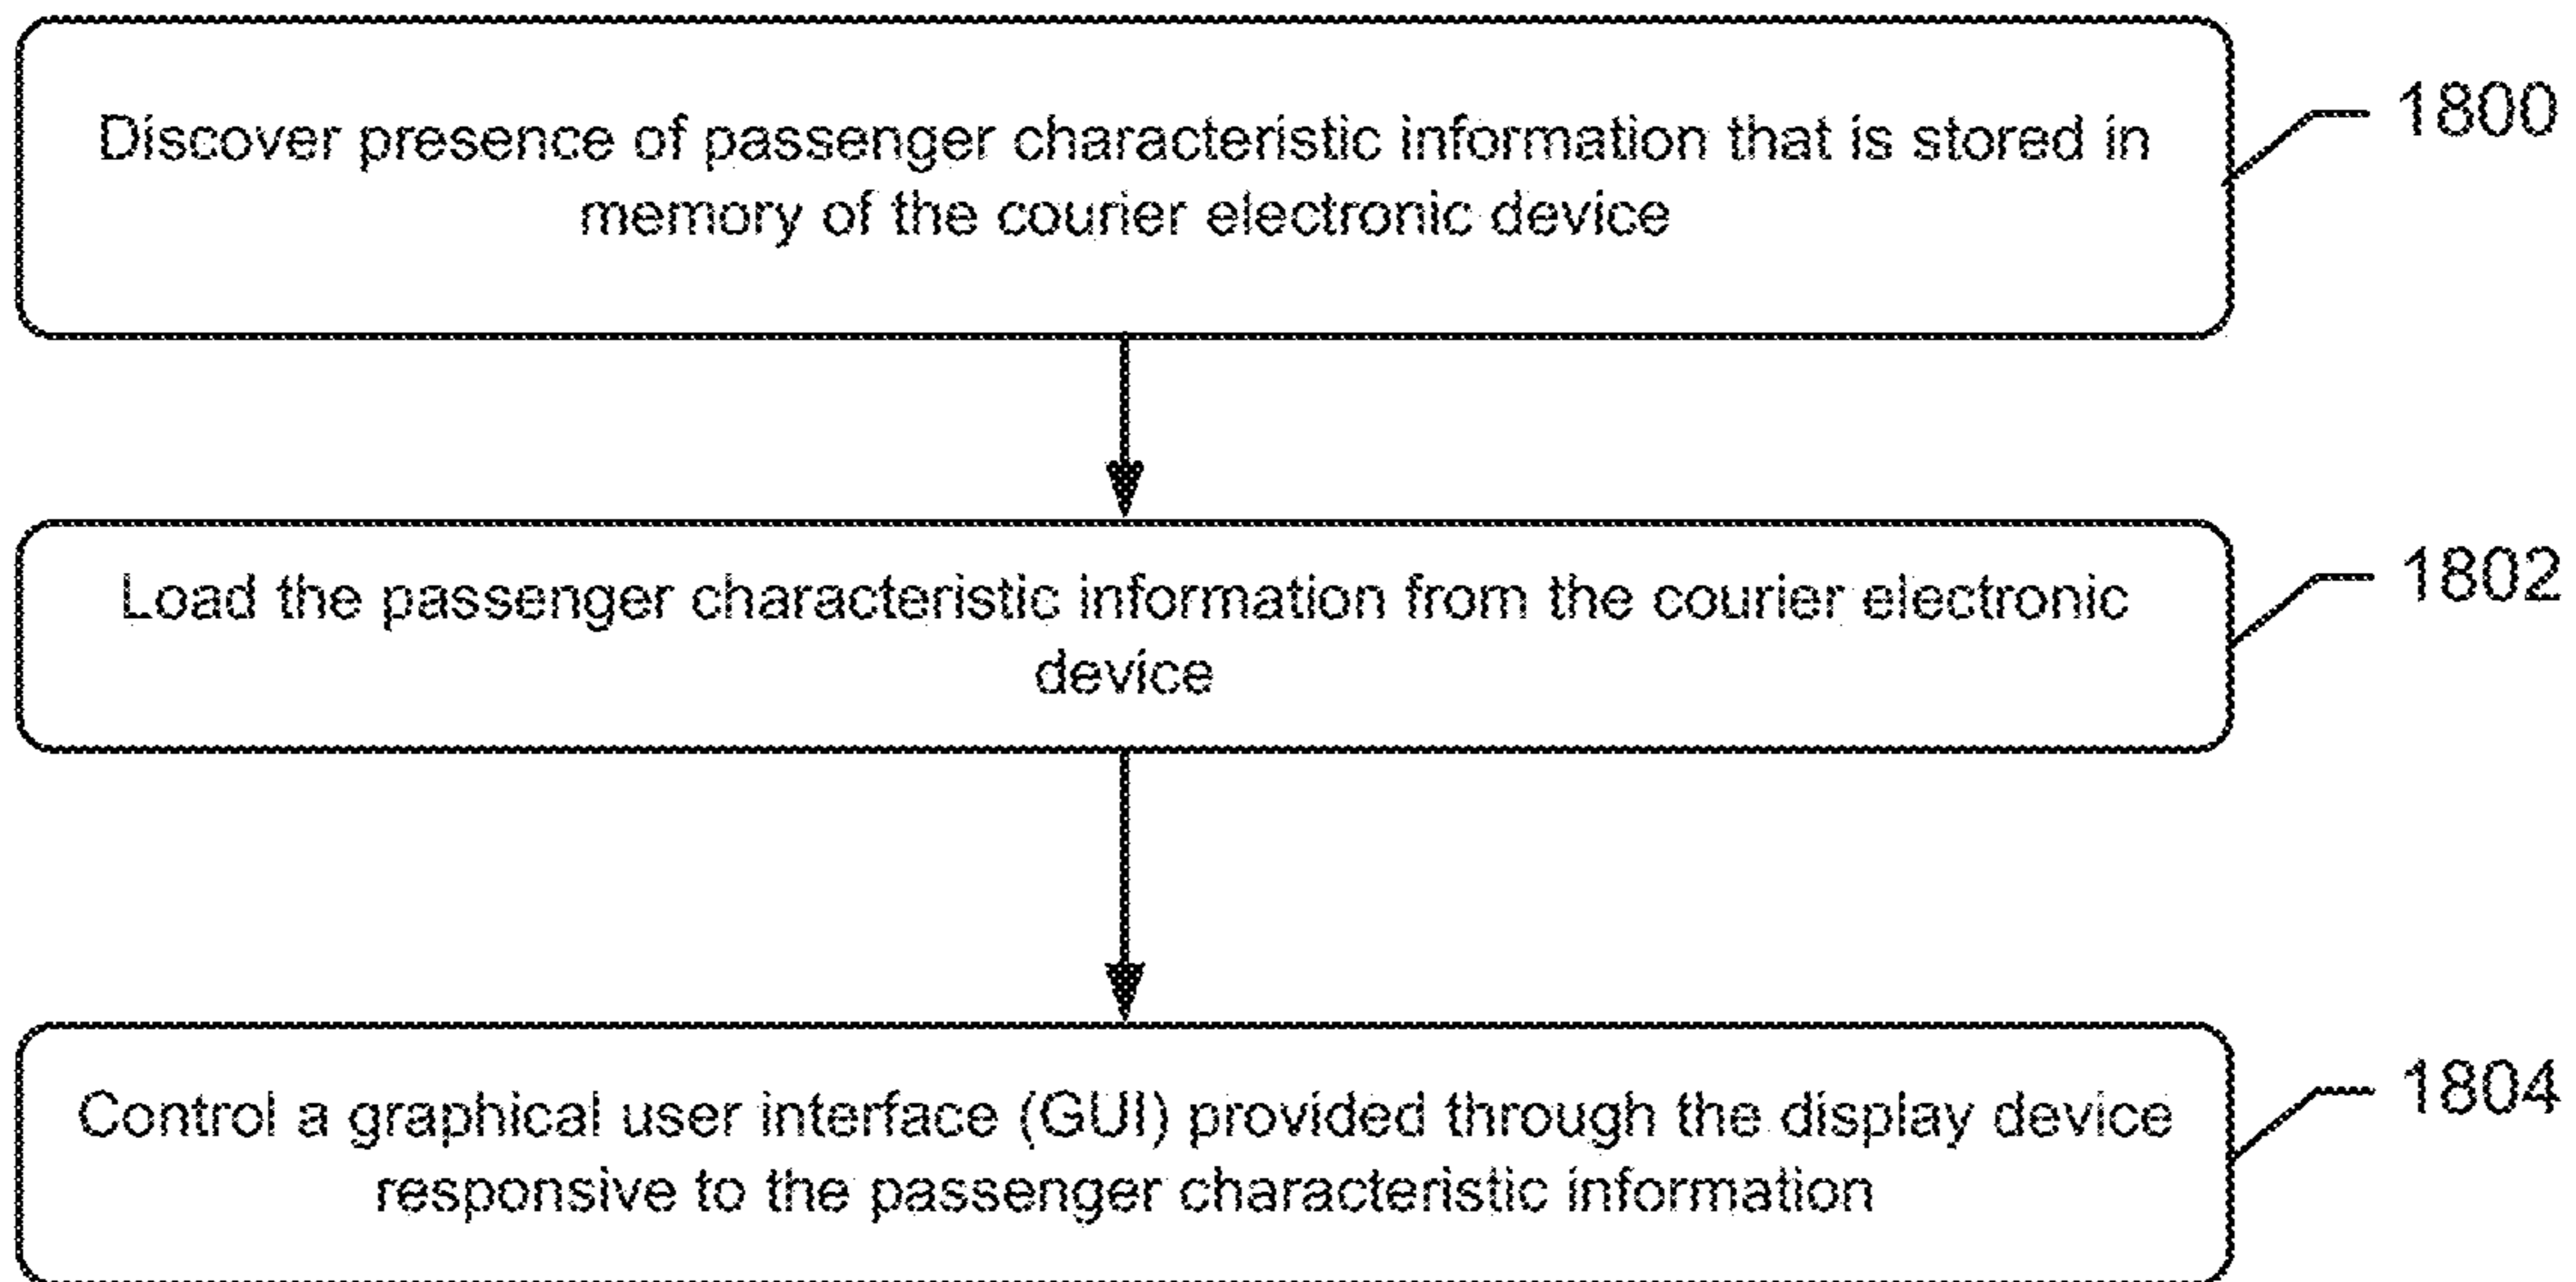 Discover presence of passenger characteristic information that is stored in
memory of the courier electronic device
1800
Load the passenger characteristic information from the courier electronic
device
1802
Control a graphical user interface (GUI) provided through the display device
responsive to the passenger characteristic information
1804